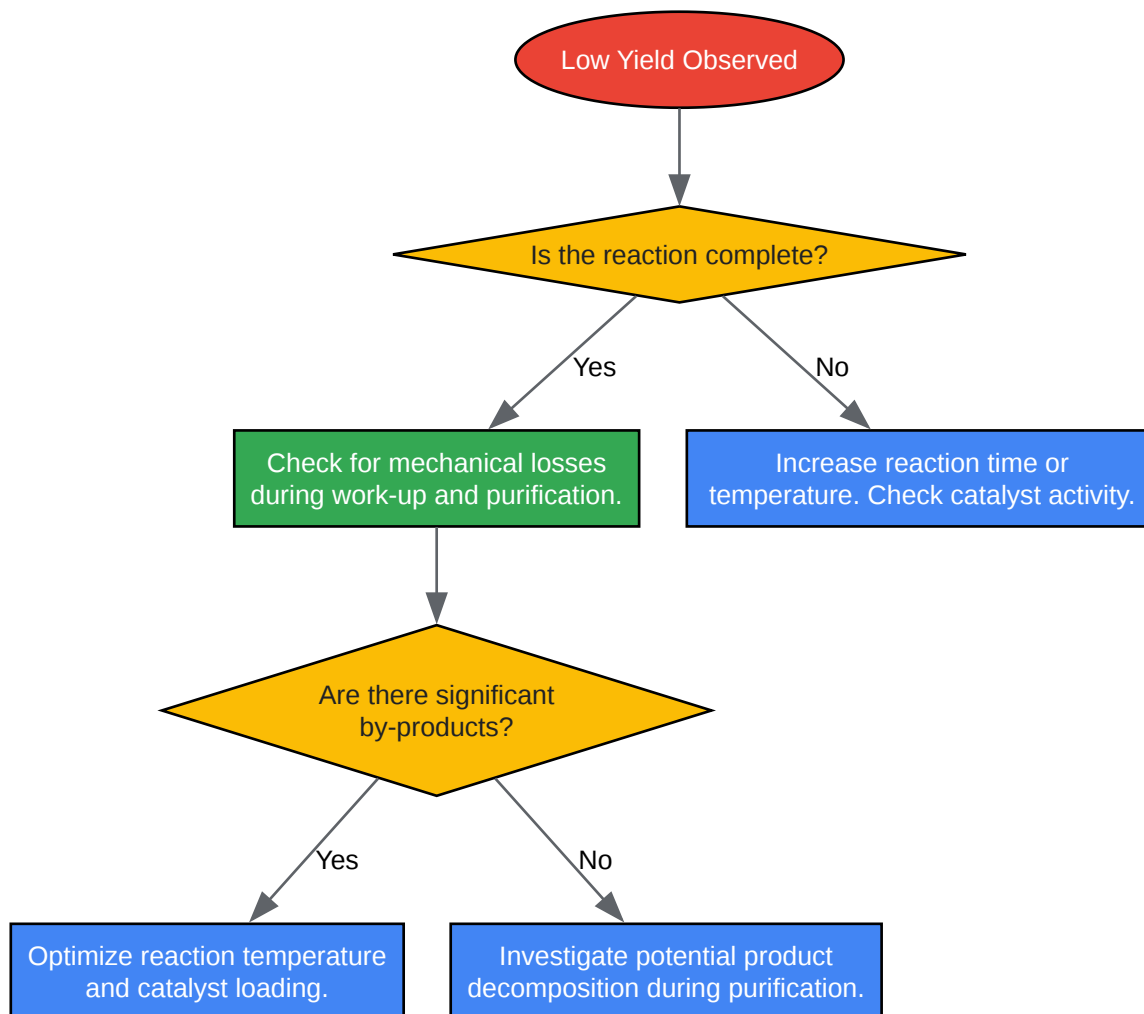 Low Yield Observed
Is the reaction complete?
Yes
No
Check for mechanical losses
during work-up and purification.
Increase reaction time or
temperature. Check catalyst activity.
Are there significant
by-products?
Yes
No
Optimize reaction temperature
and catalyst loading.
Investigate potential product
decomposition during purification.